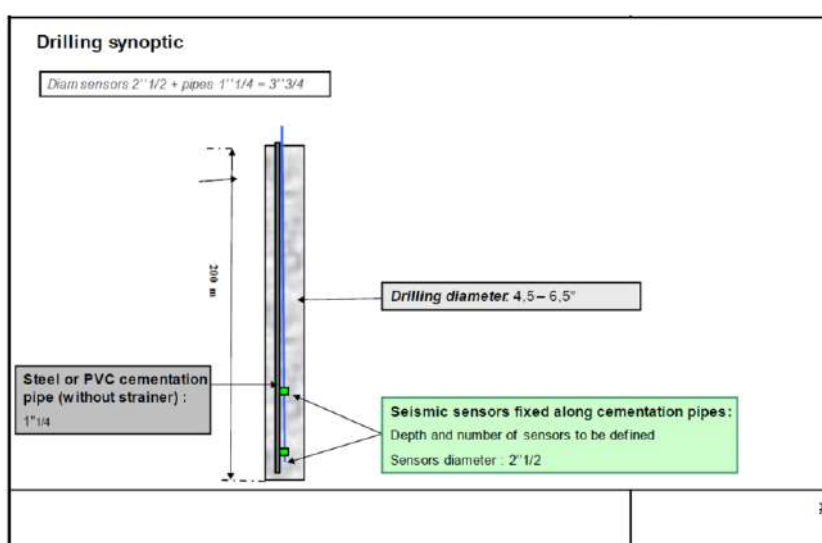 Drilling synoptic
Diam sensors 2''1/2 + pipes 1''1/4 = 3''3/4
200 m
Drilling diameter: 4,5 – 6,5"
Steel or PVC cementation
pipe (without strainer) :
1"1/4
Seismic sensors fixed along cementation pipes:
Depth and number of sensors to be defined
Sensors diameter : 2''1/2